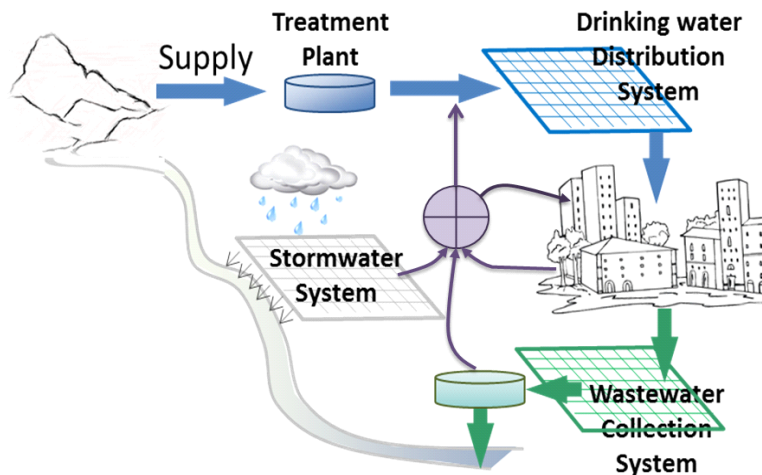 Supply
Treatment
Plant
Drinking water
Distribution
System
Stormwater
System
Wastewater
Collection
System